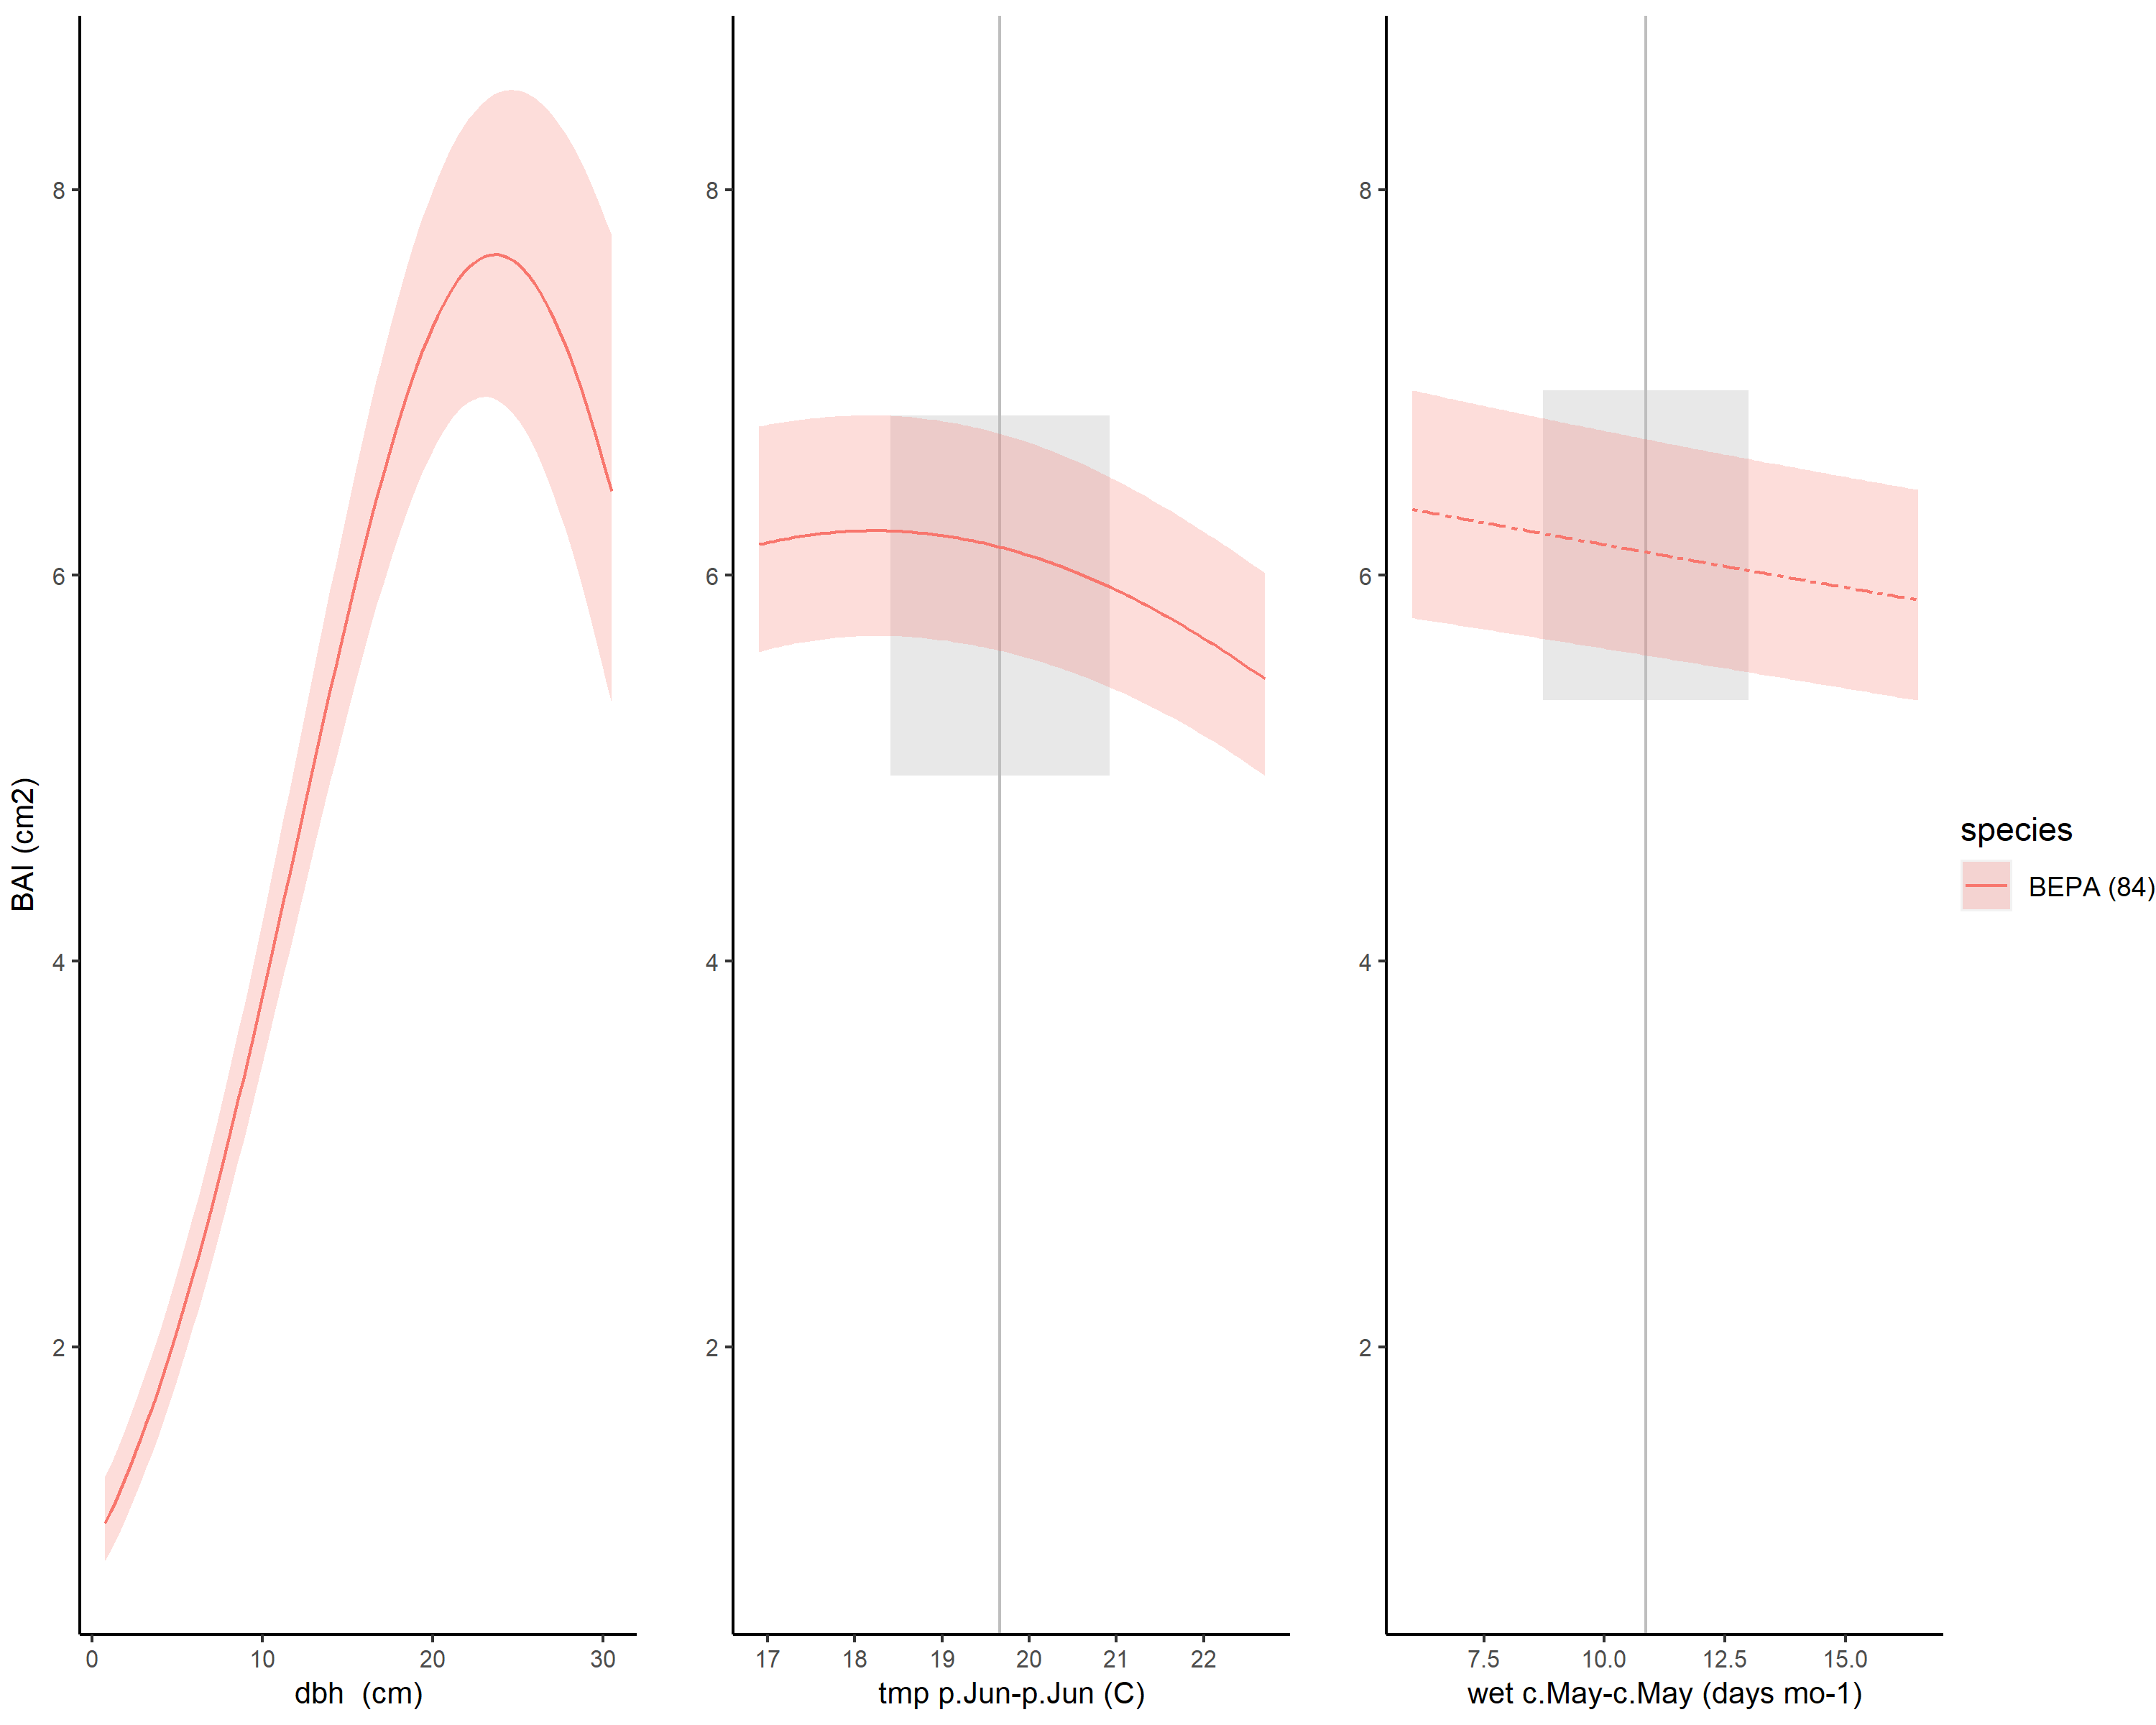 BAI (cm2)
8
6
4
2
0 10 20 30
dbh (cm)
8
6
4
2
17 18 19 20 21 22
tmp p.Jun-p.Jun (C)
8
6
4
2
7.5 10.0 12.5 15.0
wet c.May-c.May (days mo-1)
species
BEPA (84)